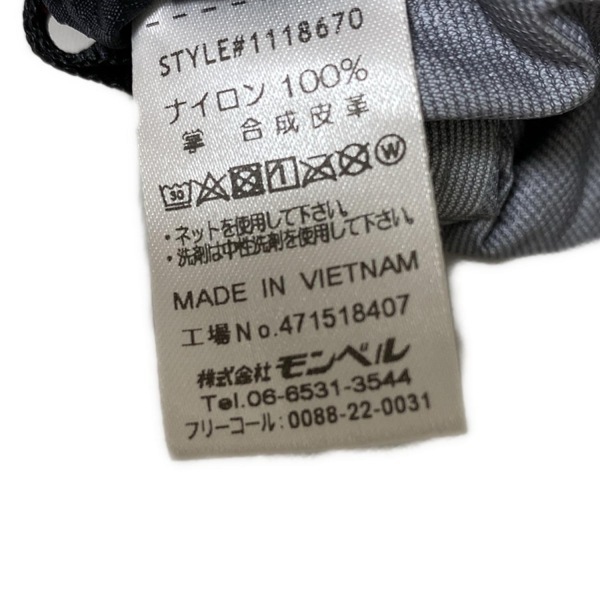 STYLE#1118670
ナイロン 100%
掌 合成皮革
30 W
・ネットを使用して下さい。
・洗剤は中性洗剤を使用して下さい。
MADE IN VIETNAM
工場No.471518407
株式会社 モンベル
Tel.06-6531-3544
フリーコール:0088-22-0031